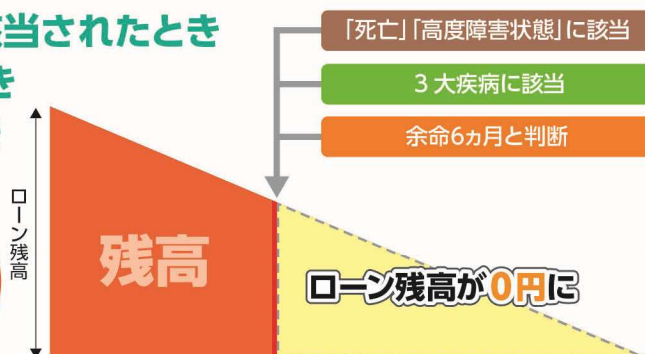 該当されたとき
き
「死亡」「高度障害状態」に該当
3大疾病に該当
余命6ヵ月と判断
ローン残高
残高
ローン残高が0円に